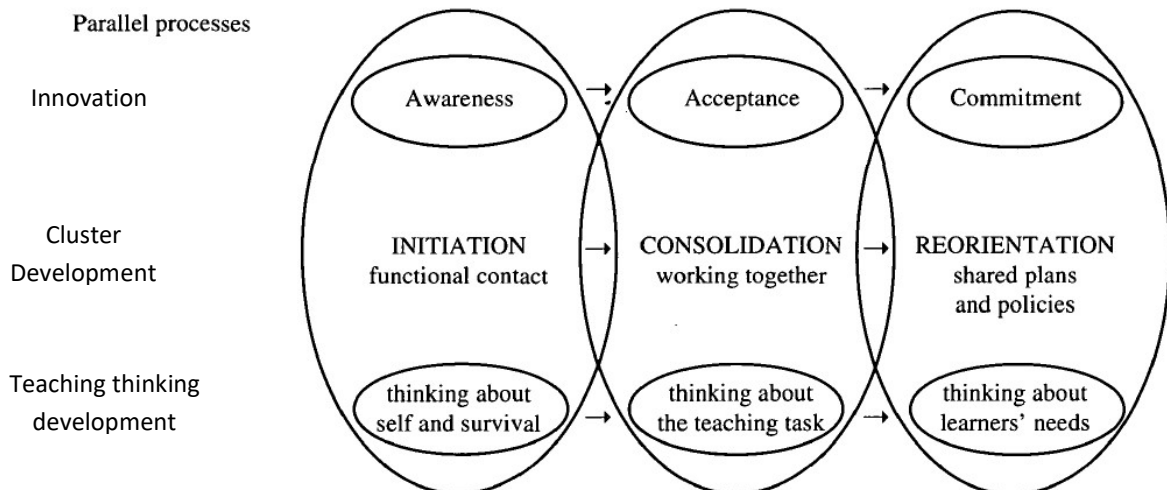 Parallel processes
Innovation
Awareness → Acceptance → Commitment
Cluster
Development
INITIATION → CONSOLIDATION → REORIENTATION
functional contact
working together
shared plans
and policies
Teaching thinking
development
thinking about
self and survival
→
thinking about
the teaching task
→
thinking about
learners' needs